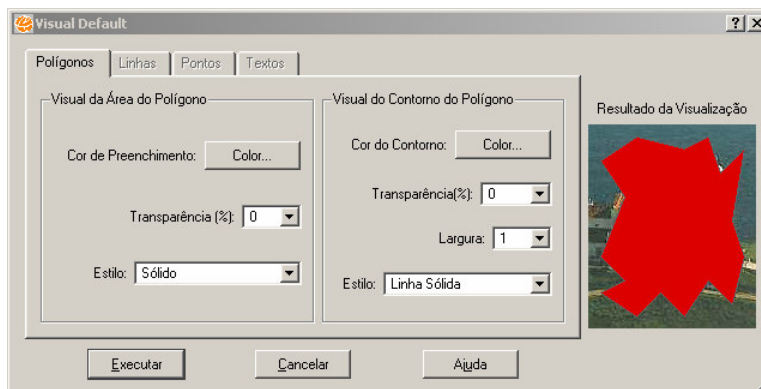 Visual Default
Polígonos Linhas Pontos Textos
Visual da Área do Polígono
Cor de Preenchimento: Color...
Transparência (%): 0
Estilo: Sólido
Visual do Contorno do Polígono
Cor do Contorno: Color...
Transparência(%): 0
Largura: 1
Estilo: Linha Sólida
Resultado da Visualização
Executar Cancelar Ajuda